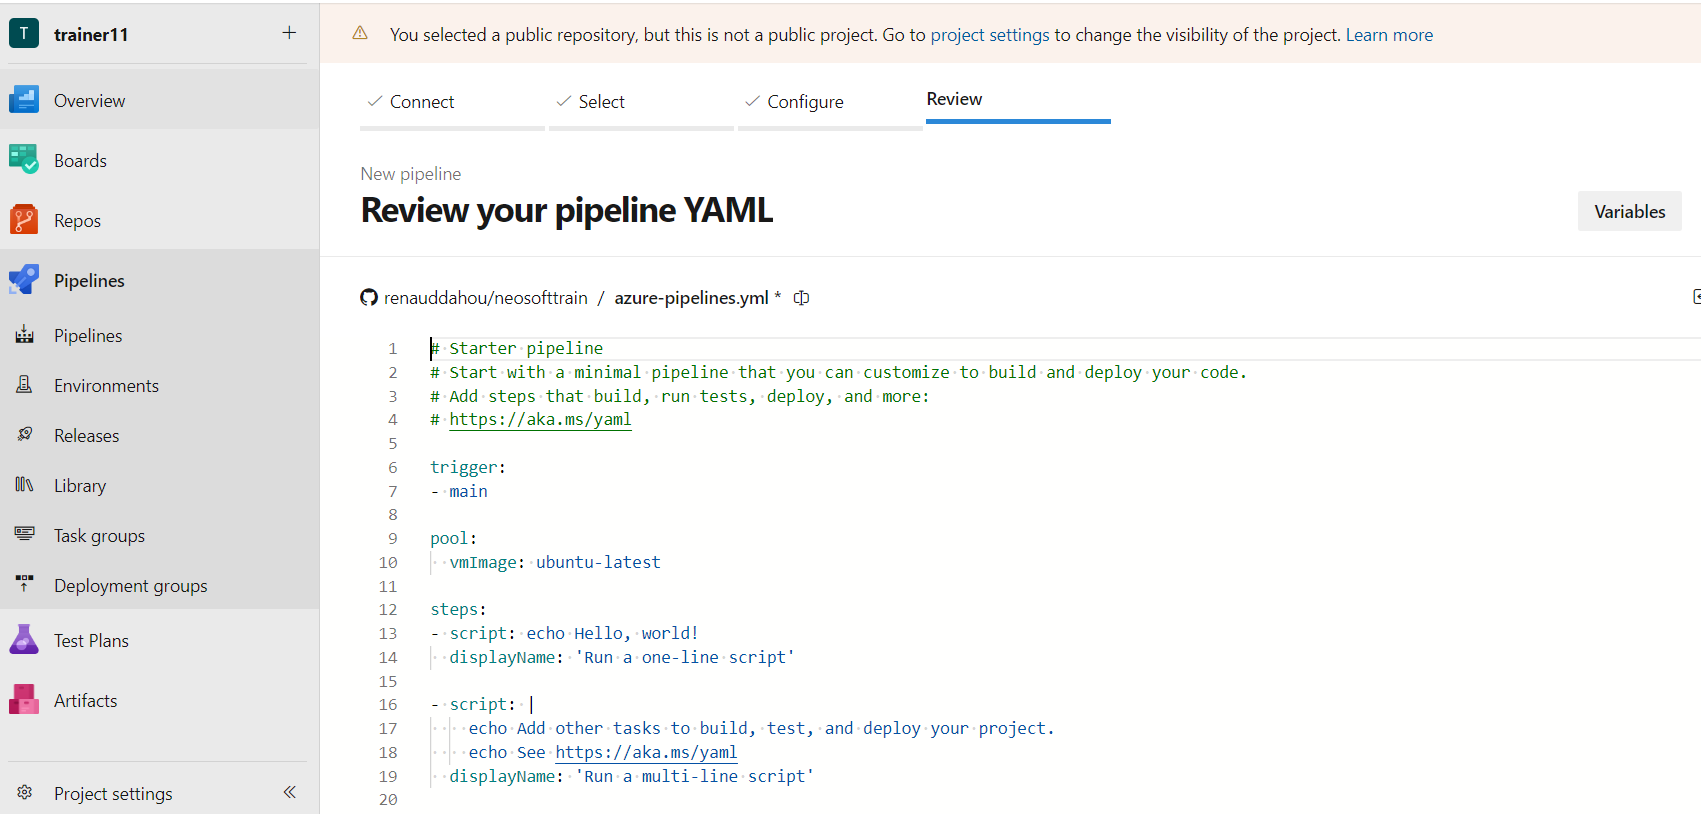 T trainer11 +
Overview
Boards
Repos
Pipelines
Pipelines
Environments
Releases
Library
Task groups
Deployment groups
Test Plans
Artifacts
Project settings
You selected a public repository, but this is not a public project. Go to project settings to change the visibility of the project. Learn more
Connect Select Configure Review
New pipeline
Review your pipeline YAML
Variables
renauddahou/neosofttrain / azure-pipelines.yml *
1 # Starter pipeline
2 # Start with a minimal pipeline that you can customize to build and deploy your code.
3 # Add steps that build, run tests, deploy, and more:
4 # https://aka.ms/yaml
5
6 trigger:
7 - main
8
9 pool:
10   vmImage: ubuntu-latest
11
12 steps:
13 - script: echo Hello, world!
14   displayName: 'Run a one-line script'
15
16 - script: |
17     echo Add other tasks to build, test, and deploy your project.
18     echo See https://aka.ms/yaml
19   displayName: 'Run a multi-line script'
20